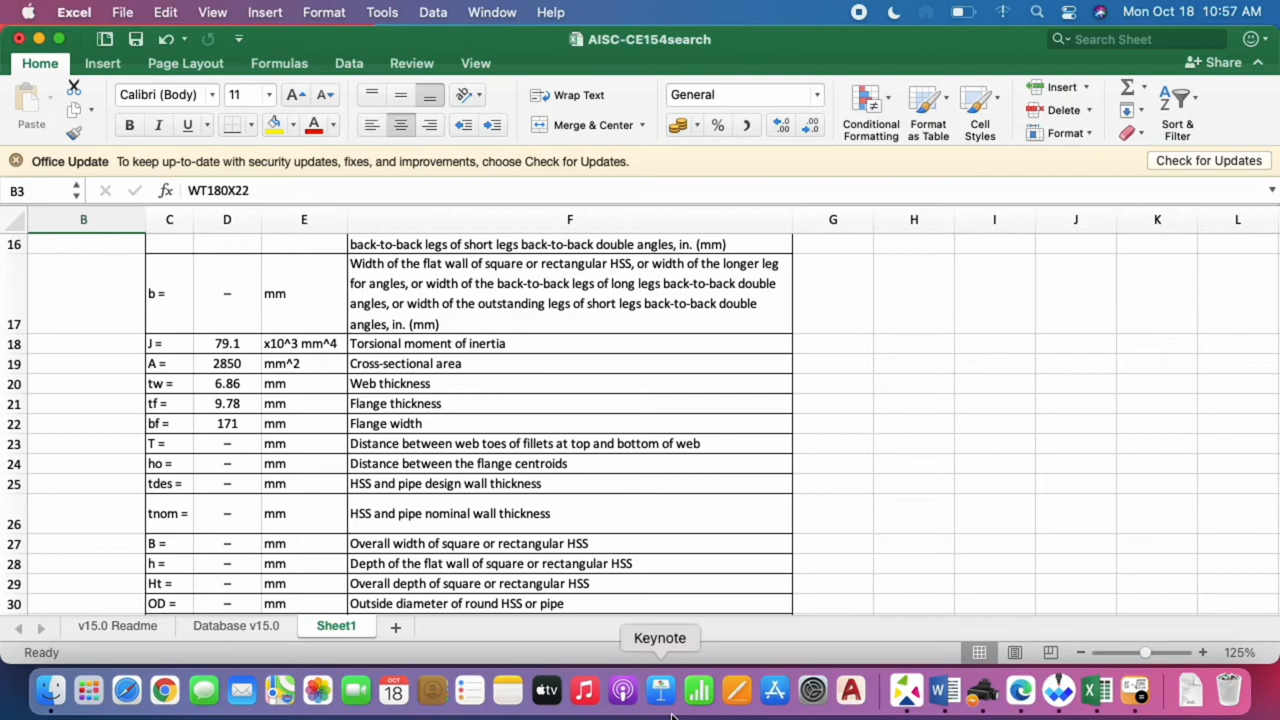 Excel File Edit View Insert Format Tools Data Window Help Mon Oct 18 10:57 AM
AISC-CE154search
Search Sheet
Home Insert Page Layout Formulas Data Review View Share
Paste
Calibri (Body) 11
Wrap Text
General
Insert
Delete
Format
Merge & Center
Conditional Formatting
Format as Table
Cell Styles
Sort & Filter
Office Update To keep up-to-date with security updates, fixes, and improvements, choose Check for Updates. Check for Updates
B3 fx WT180X22
B C D E F G H I J K L
16 back-to-back legs of short legs back-to-back double angles, in. (mm)
Width of the flat wall of square or rectangular HSS, or width of the longer leg
for angles, or width of the back-to-back legs of long legs back-to-back double
b = – mm
angles, or width of the outstanding legs of short legs back-to-back double
17 angles, in. (mm)
18 J = 79.1 x10^3 mm^4 Torsional moment of inertia
19 A = 2850 mm^2 Cross-sectional area
20 tw = 6.86 mm Web thickness
21 tf = 9.78 mm Flange thickness
22 bf = 171 mm Flange width
23 T = – mm Distance between web toes of fillets at top and bottom of web
24 ho = – mm Distance between the flange centroids
25 tdes = – mm HSS and pipe design wall thickness
26 tnom = – mm HSS and pipe nominal wall thickness
27 B = – mm Overall width of square or rectangular HSS
28 h = – mm Depth of the flat wall of square or rectangular HSS
29 Ht = – mm Overall depth of square or rectangular HSS
30 OD = – mm Outside diameter of round HSS or pipe
v15.0 Readme Database v15.0 Sheet1 +
Keynote
Ready 125%
OCT
18
tv